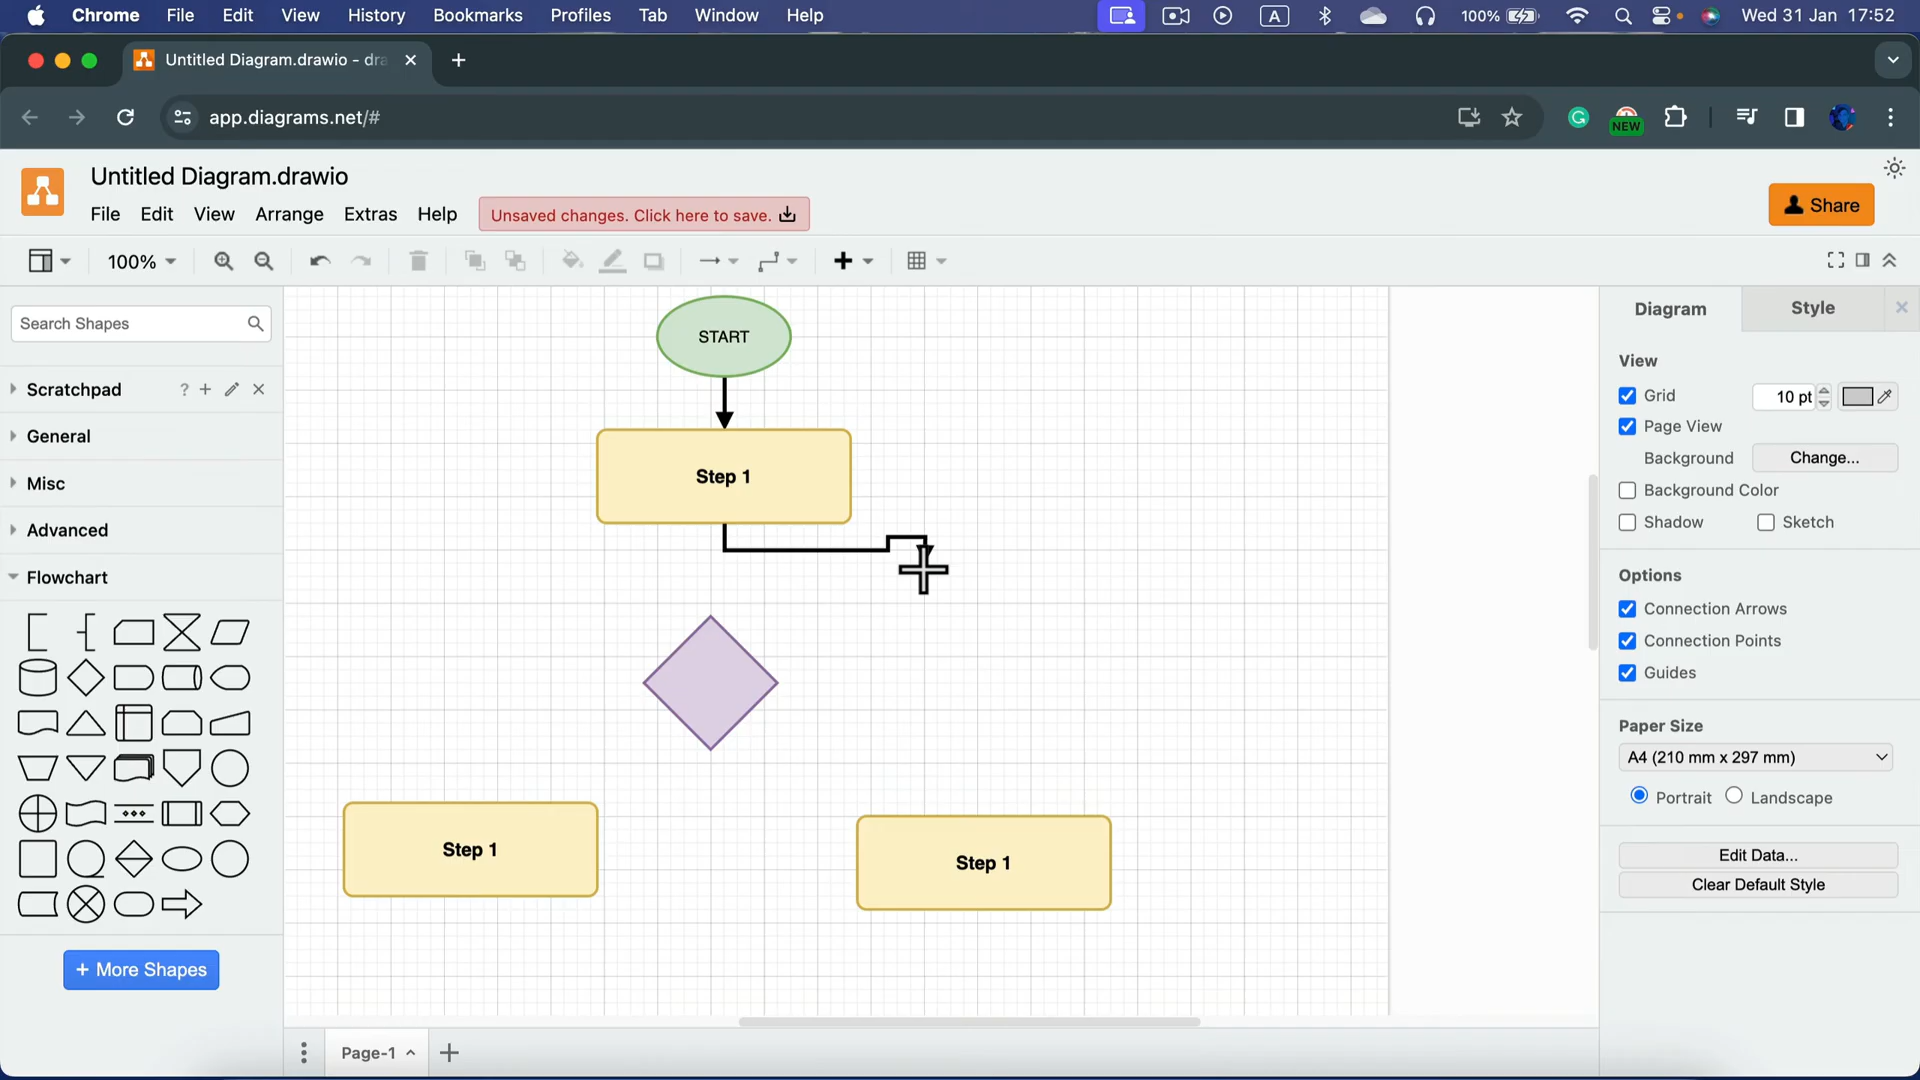 Chrome File Edit View History Bookmarks Profiles Tab Window Help A 100% Wed 31 Jan 17:52
Untitled Diagram.drawio - dra
app.diagrams.net/#
NEW
Untitled Diagram.drawio
File Edit View Arrange Extras Help Unsaved changes. Click here to save.
Share
100%
Search Shapes
Scratchpad ?
General
Misc
Advanced
Flowchart
+ More Shapes
START
Step 1
Step 1
Step 1
Page-1
Diagram Style
View
Grid 10 pt
Page View
Background Change...
Background Color
Shadow Sketch
Options
Connection Arrows
Connection Points
Guides
Paper Size
A4 (210 mm x 297 mm)
Portrait Landscape
Edit Data...
Clear Default Style